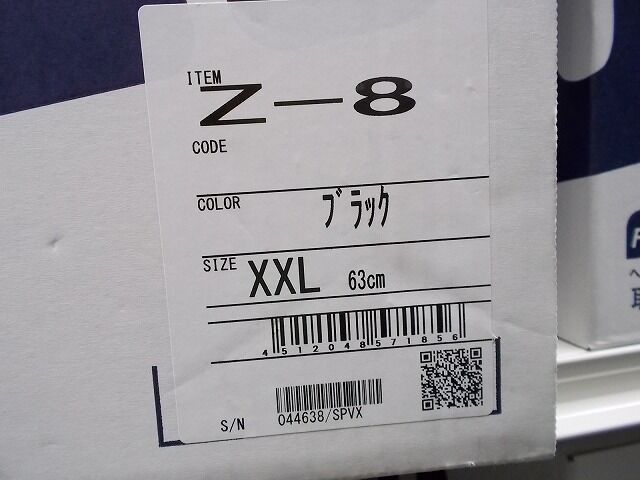 ITEM
Z-8
CODE
COLOR ブラック
SIZE XXL 63cm
4512048571856
S/N 044638/SPVX